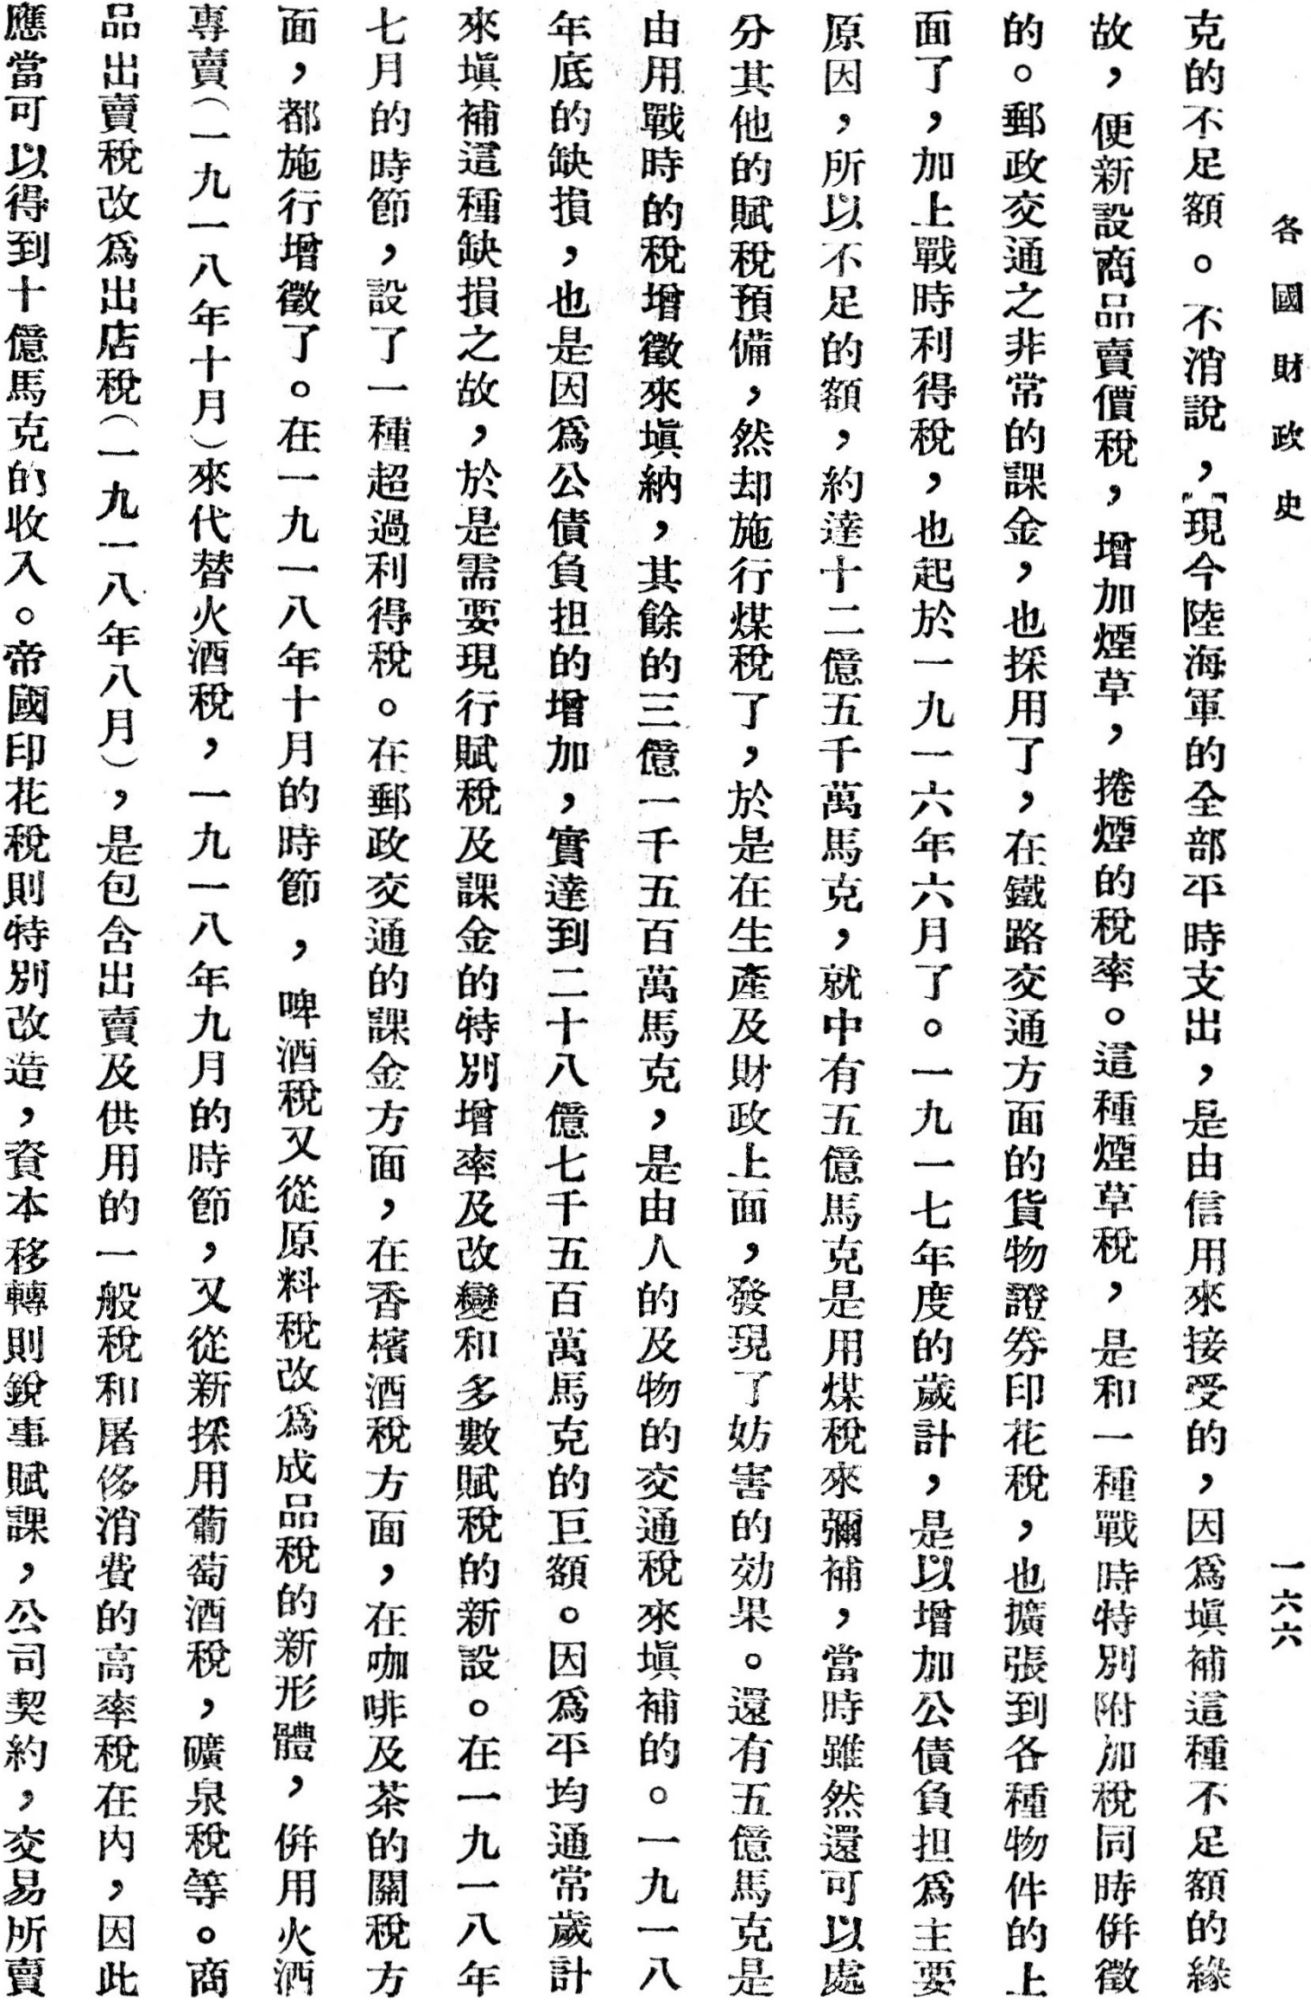 各國財政史
一六六
克的不足額。不消說，「現今陸海軍的全部平時支出，是由信用來接受的，因爲塡補這種不足額的緣
故，便新設商品賣價稅，增加煙草，捲煙的稅率。這種煙草稅，是和一種戰時特別附加稅同時併徵
的。郵政交通之非常的課金，也採用了，在鐵路交通方面的貨物證券印花稅，也擴張到各種物件的上
面了，加上戰時利得稅，也起於一九一六年六月了。一九一七年度的歲計，是以增加公債負担爲主要
原因，所以不足的額，約達十二億五千萬馬克，就中有五億馬克是用煤稅來彌補，當時雖然還可以處
分其他的賦稅預備，然却施行煤稅了，於是在生產及財政上面，發現了妨害的効果。還有五億馬克是
由用戰時的稅增徵來塡納，其餘的三億一千五百萬馬克，是由人的及物的交通稅來塡補的。一九一八
年底的缺損，也是因爲公債負担的增加，實達到二十八億七千五百萬馬克的巨額。因爲平均通常歲計
來塡補這種缺損之故，於是需要現行賦稅及課金的特別增率及改變和多數賦稅的新設。在一九一八年
七月的時節，設了一種超過利得稅。在郵政交通的課金方面，在香檳酒稅方面，在咖啡及茶的關稅方
面，都施行增徵了。在一九一八年十月的時節，啤酒稅又從原料稅改爲成品稅的新形體，併用火酒
專賣（一九一八年十月）來代替火酒稅，一九一八年九月的時節，又從新採用葡萄酒稅，礦泉稅等。商
品出賣稅改爲出店稅（一九一八年八月），是包含出賣及供用的一般稅和屠侈消費的高率稅在內，因此
應當可以得到十億馬克的收入。帝國印花稅則特別改造，資本移轉則銳事賦課，公司契約，交易所賣